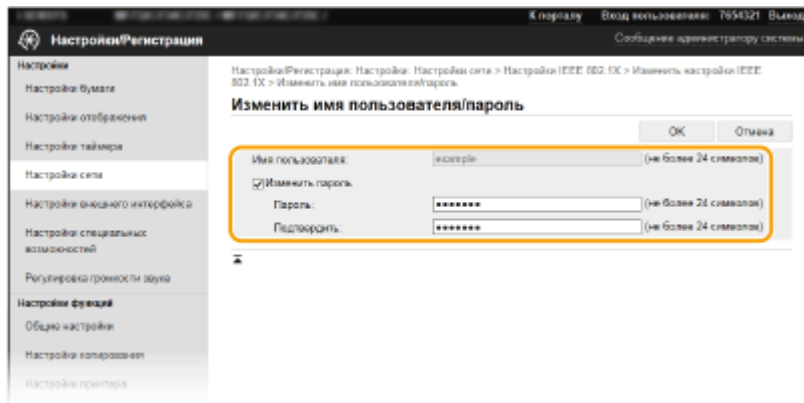 К порталу Вход пользователя: 7654321 Выход
Настройки/Регистрация Сообщение администратору системы
Настройки
Настройки бумаги
Настройки отображения
Настройки таймера
Настройки сети
Настройки внешнего интерфейса
Настройки специальных
возможностей
Регулировка громкости звука
Настройки функций
Общие настройки
Настройки копирования
Настройки принтера
Настройки/Регистрация: Настройки: Настройки сети > Настройки IEEE 802.1X > Изменить настройки IEEE
802.1X > Изменить имя пользователя/пароль
Изменить имя пользователя/пароль
OK Отмена
Имя пользователя: example (не более 24 символов)
Изменить пароль
Пароль: ••••••• (не более 24 символов)
Подтвердить: ••••••• (не более 24 символов)